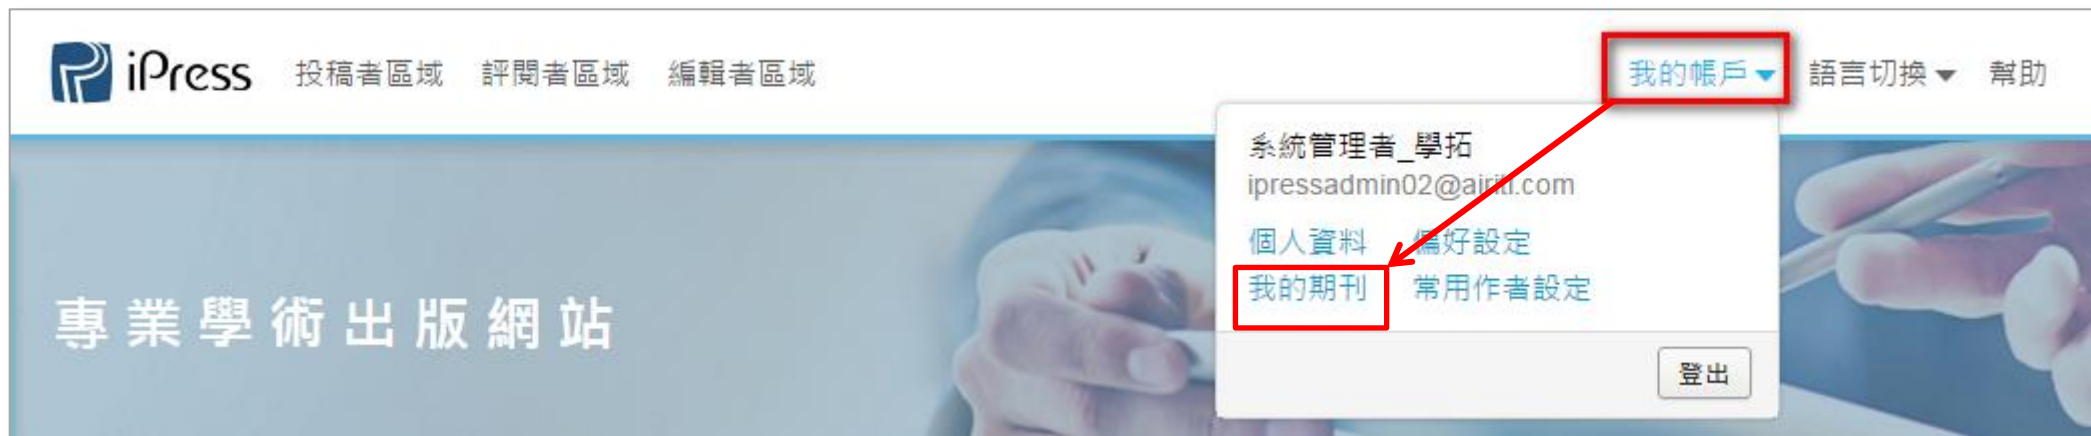 iPress 投稿者區域 評閱者區域 編輯者區域 我的帳戶 語言切換 幫助
系統管理者_學拓
ipressadmin02@airiti.com
個人資料 偏好設定
我的期刊 常用作者設定
登出
專業學術出版網站